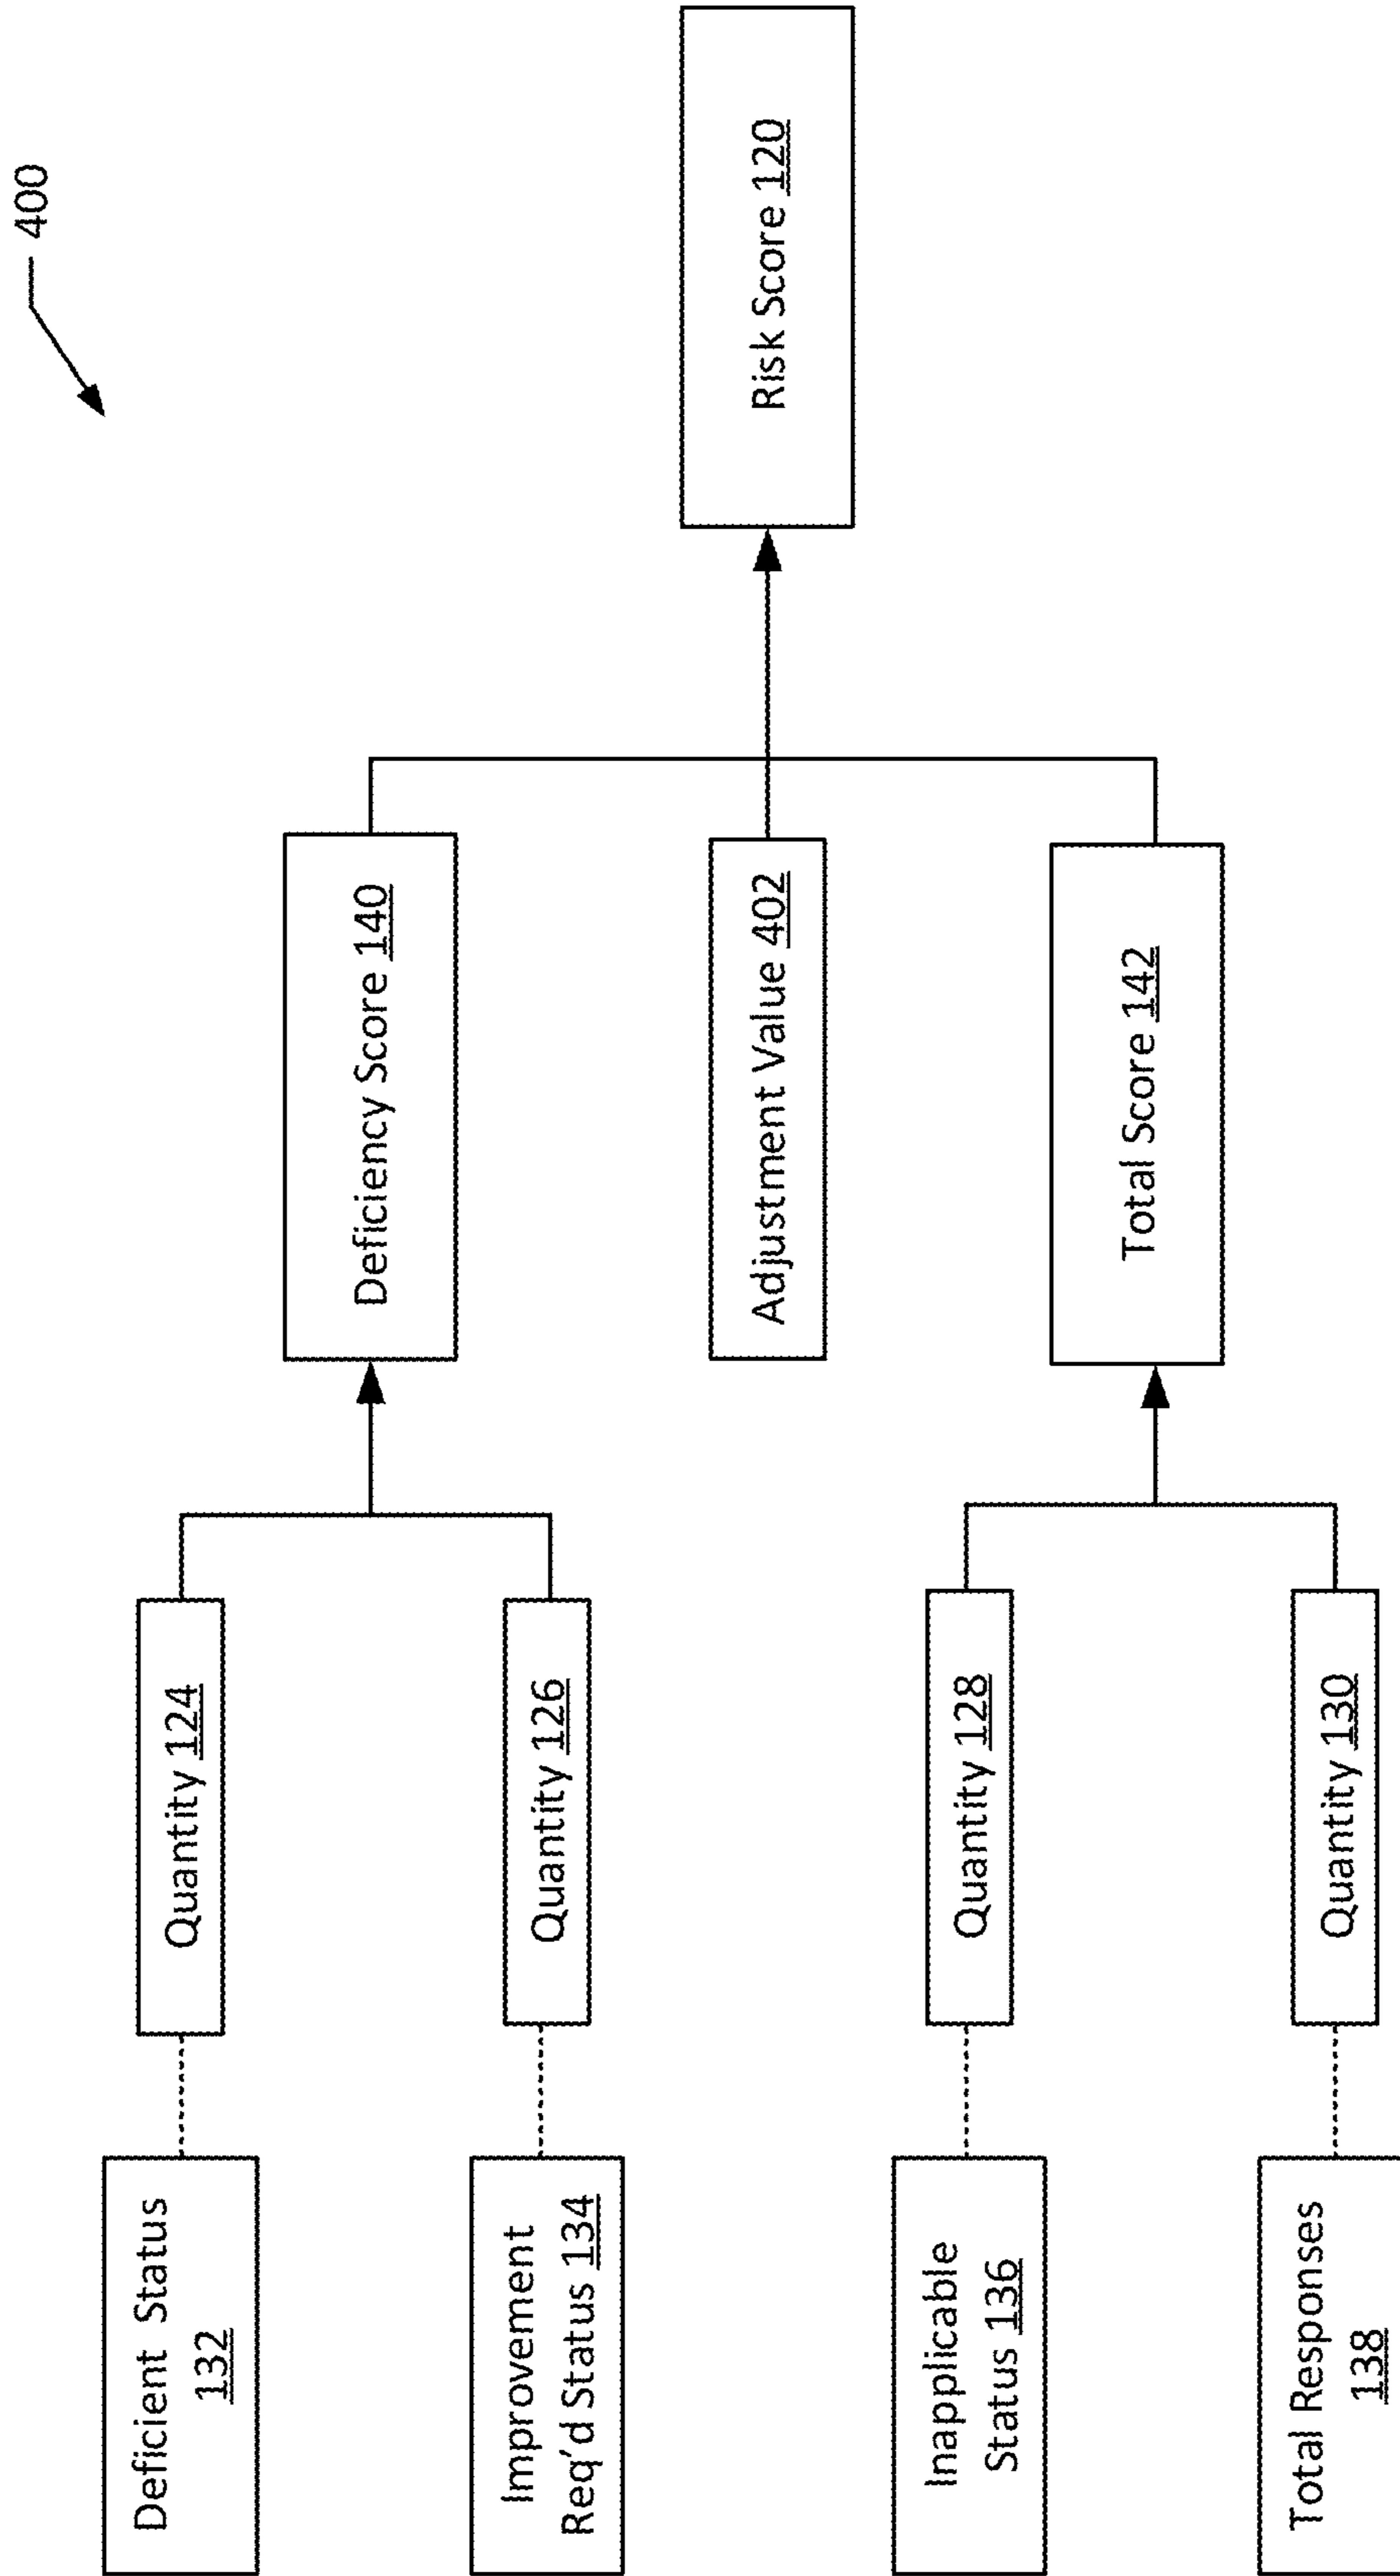 400
Deficient Status
132
Quantity 124
Improvement
Req'd Status 134
Quantity 126
Deficiency Score 140
Adjustment Value 402
Risk Score 120
Inapplicable
Status 136
Quantity 128
Total Responses
138
Quantity 130
Total Score 142